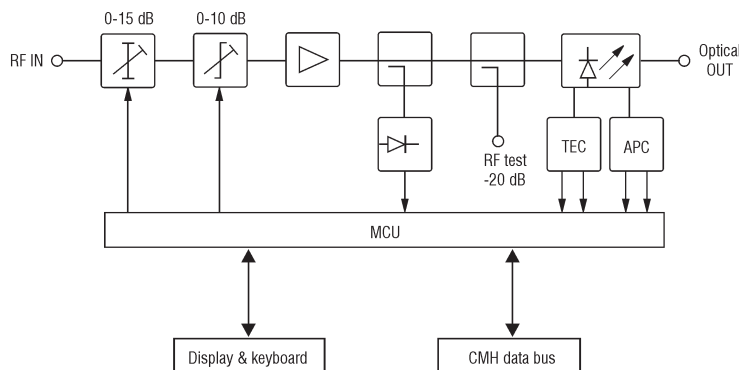 0-15 dB
0-10 dB
RF IN
Optical
OUT
RF test
-20 dB
TEC
APC
MCU
Display & keyboard
CMH data bus